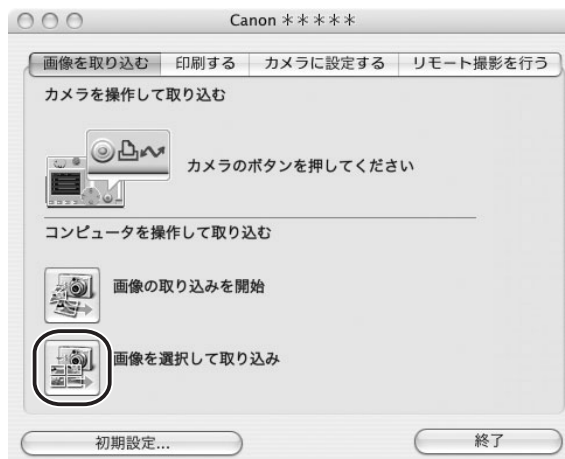 Canon ＊＊＊＊＊
画像を取り込む 印刷する カメラに設定する リモート撮影を行う
カメラを操作して取り込む
カメラのボタンを押してください
コンピュータを操作して取り込む
画像の取り込みを開始
画像を選択して取り込み
初期設定... 終了